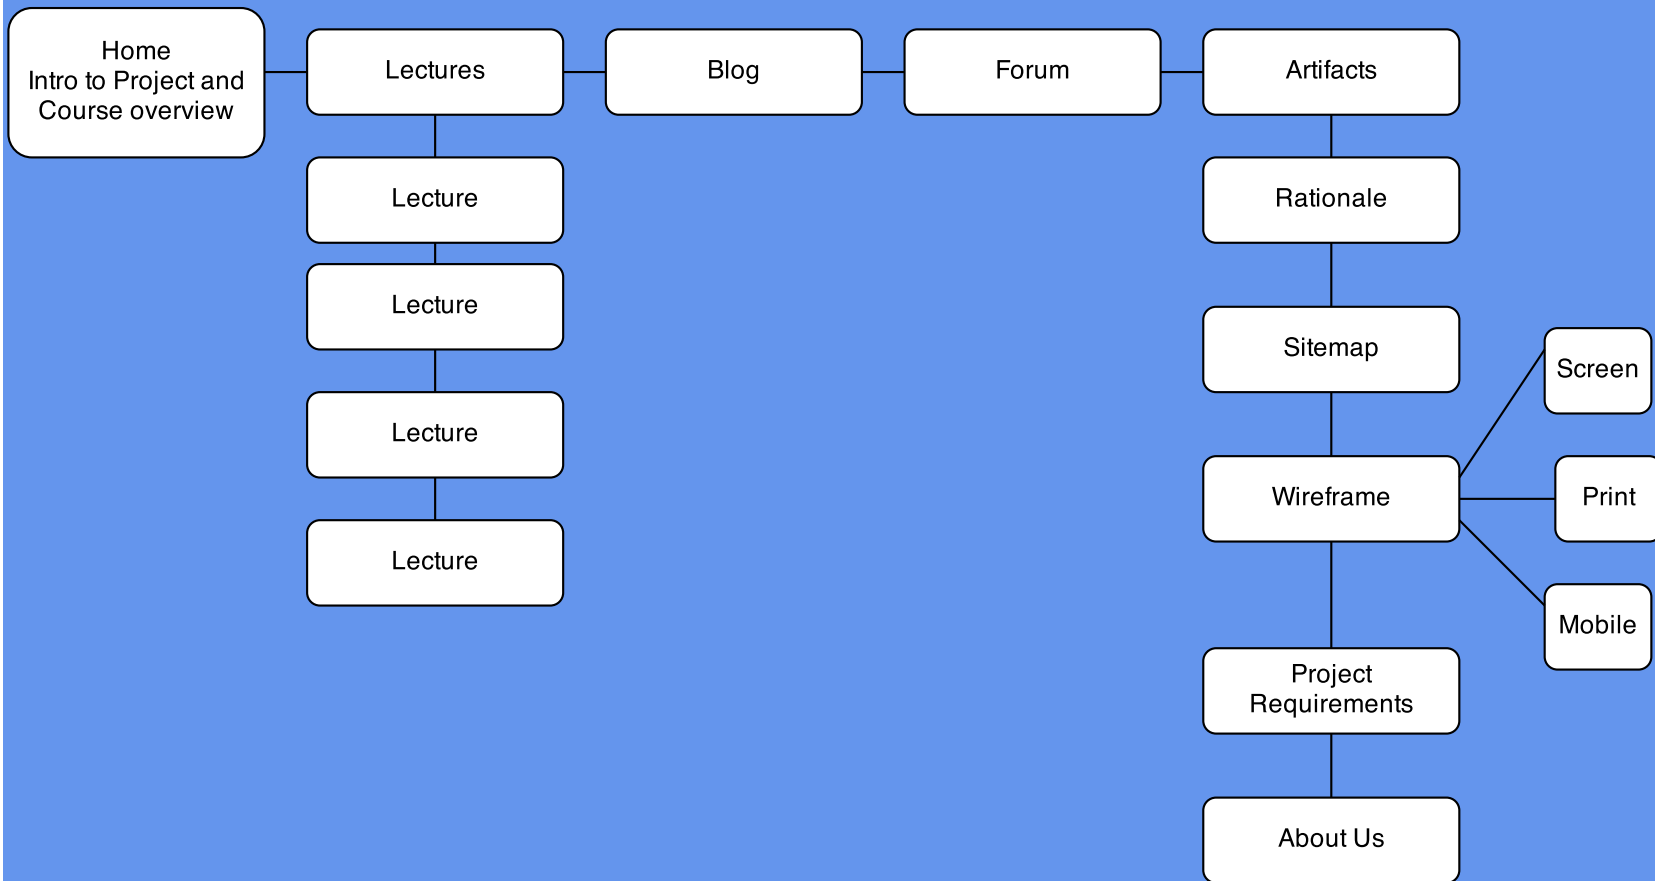 Home
Intro to Project and
Course overview
Lectures
Blog
Forum
Artifacts
Lecture
Lecture
Lecture
Lecture
Rationale
Sitemap
Wireframe
Screen
Print
Mobile
Project
Requirements
About Us